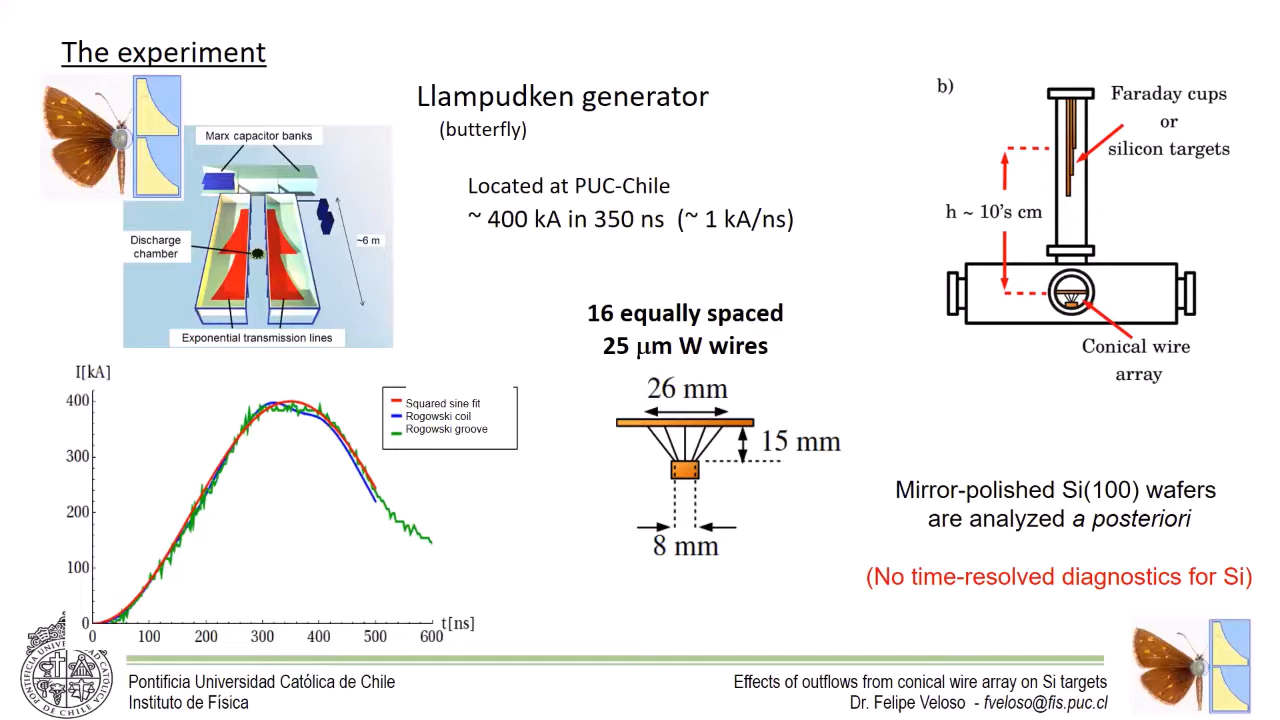 The experiment
Llampudken generator
(butterfly)
Located at PUC-Chile
~ 400 kA in 350 ns (~ 1 kA/ns)
Marx capacitor banks
Discharge
chamber
~6 m
Exponential transmission lines
b)
Faraday cups
or
silicon targets
h ~ 10's cm
Conical wire
array
16 equally spaced
25 μm W wires
26 mm
15 mm
8 mm
I[kA]
400
300
200
100
0
0 100 200 300 400 500 600
t[ns]
Squared sine fit
Rogowski coil
Rogowski groove
Mirror-polished Si(100) wafers
are analyzed a posteriori
(No time-resolved diagnostics for Si)
Pontificia Universidad Católica de Chile
Instituto de Física
Effects of outflows from conical wire array on Si targets
Dr. Felipe Veloso - fveloso@fis.puc.cl